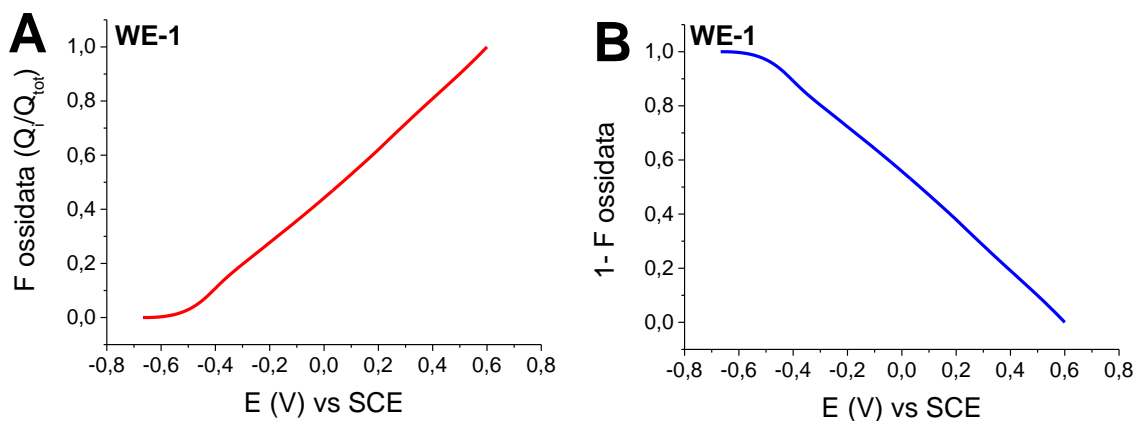 A
WE-1
F ossidata (Q_i/Q_tot)
1,0
0,8
0,6
0,4
0,2
0,0
-0,8 -0,6 -0,4 -0,2 0,0 0,2 0,4 0,6 0,8
E (V) vs SCE
B
WE-1
1- F ossidata
1,0
0,8
0,6
0,4
0,2
0,0
-0,8 -0,6 -0,4 -0,2 0,0 0,2 0,4 0,6 0,8
E (V) vs SCE